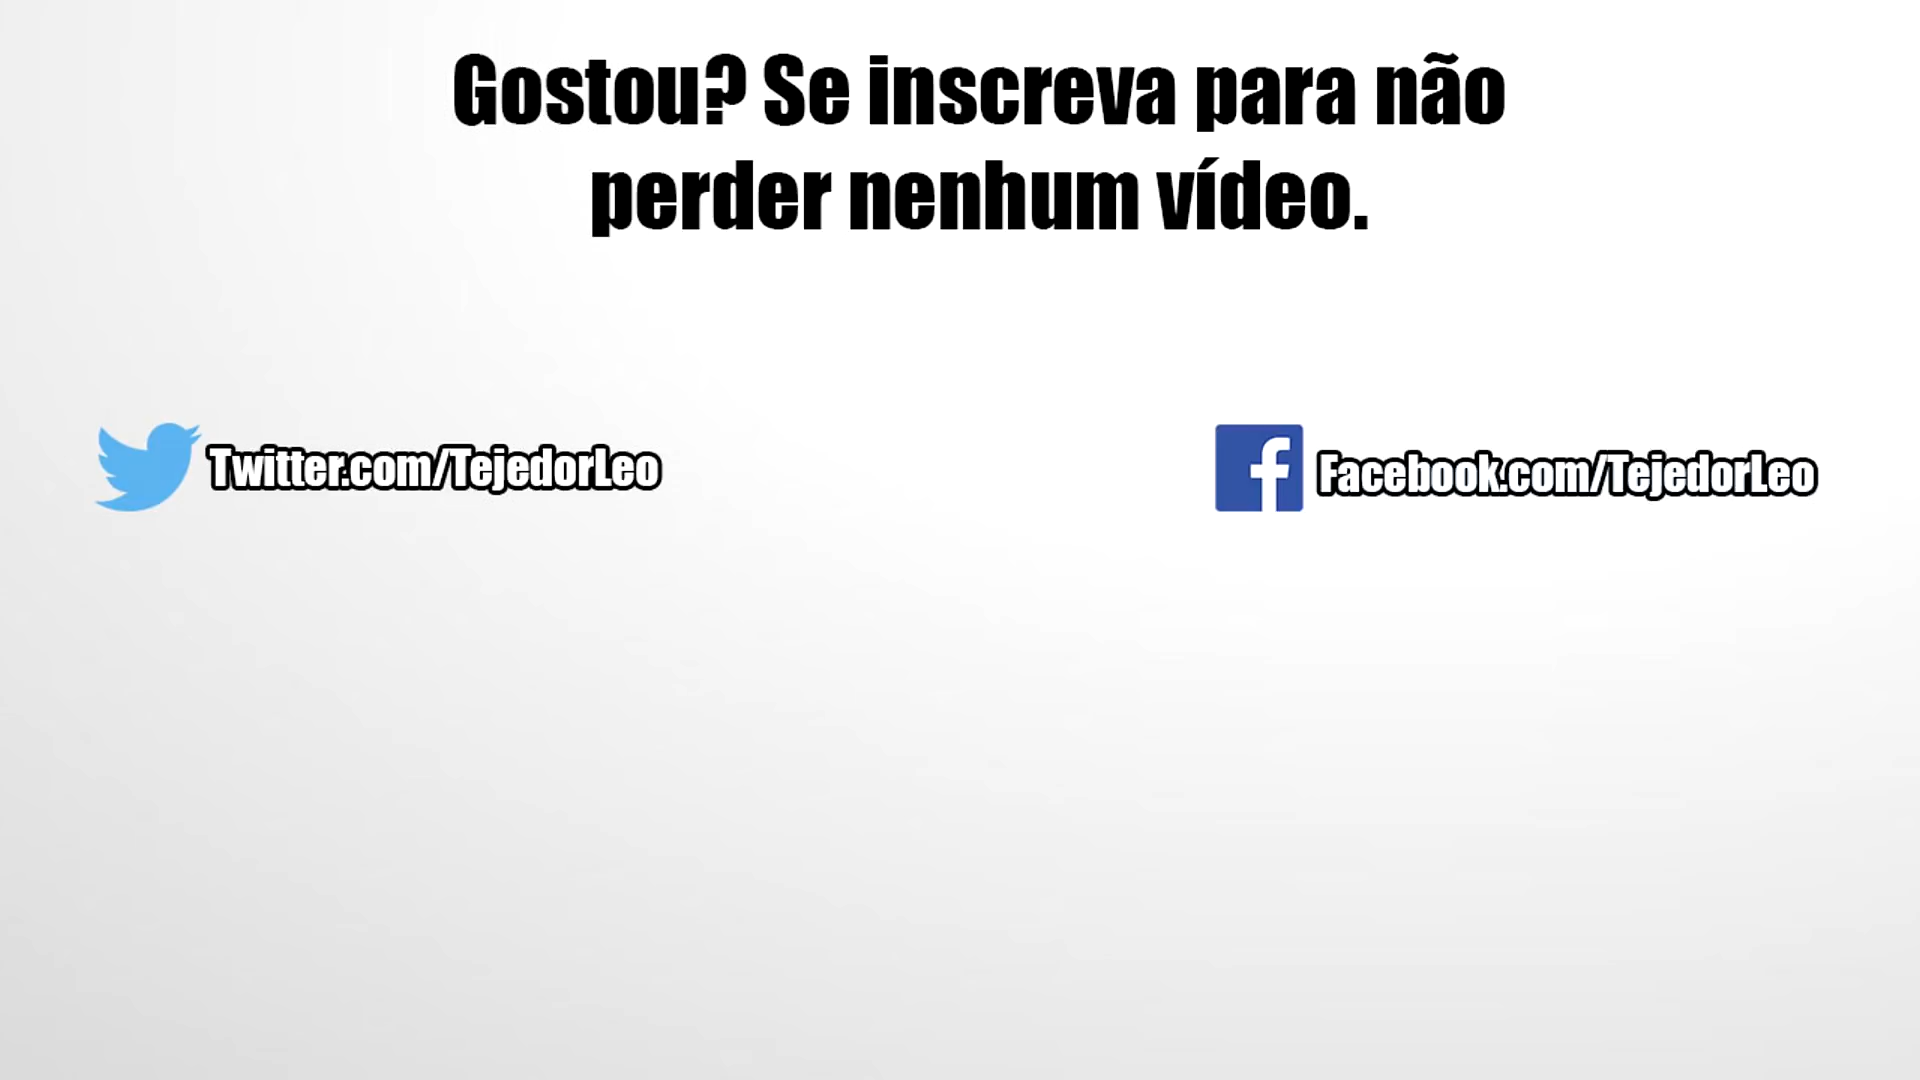 Gostou? Se inscreva para não
perder nenhum vídeo.
Twitter.com/TejedorLeo
Facebook.com/TejedorLeo